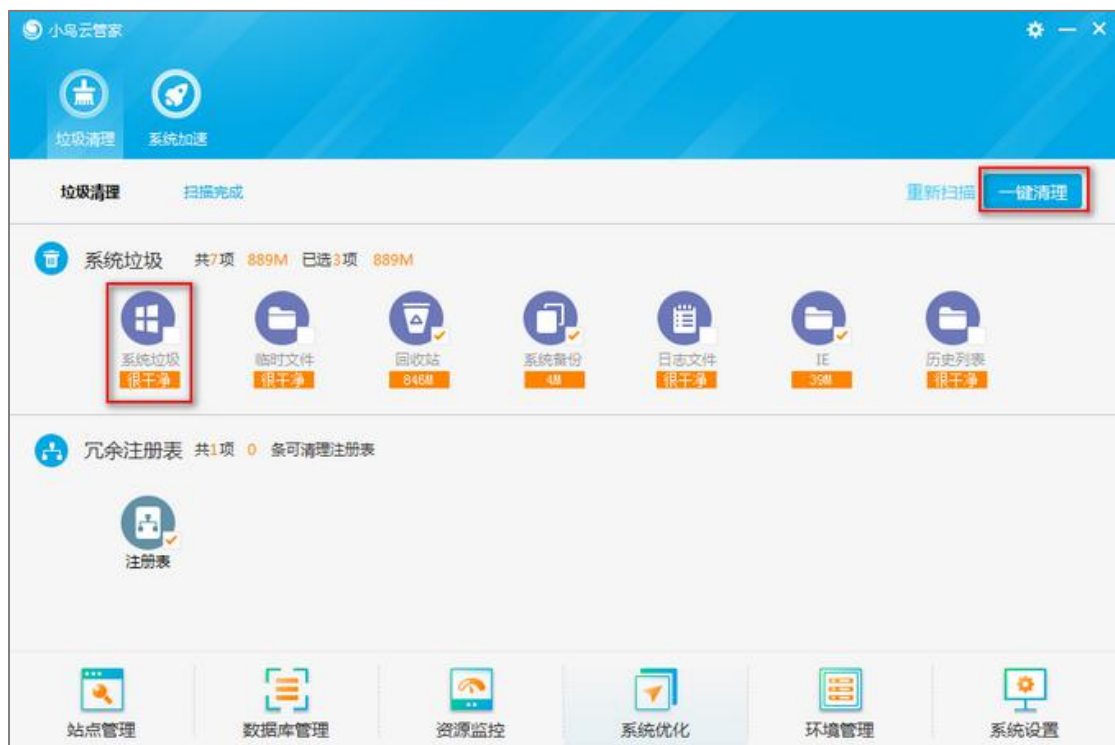 小鸟云管家
垃圾清理 系统加速
垃圾清理 扫描完成 重新扫描 一键清理
系统垃圾 共7项 889M 已选3项 889M
系统垃圾 临时文件 回收站 系统备份 日志文件 IE 历史列表
很干净 很干净 846M 4M 很干净 39M 很干净
冗余注册表 共1项 0 条可清理注册表
注册表
站点管理 数据库管理 资源监控 系统优化 环境管理 系统设置